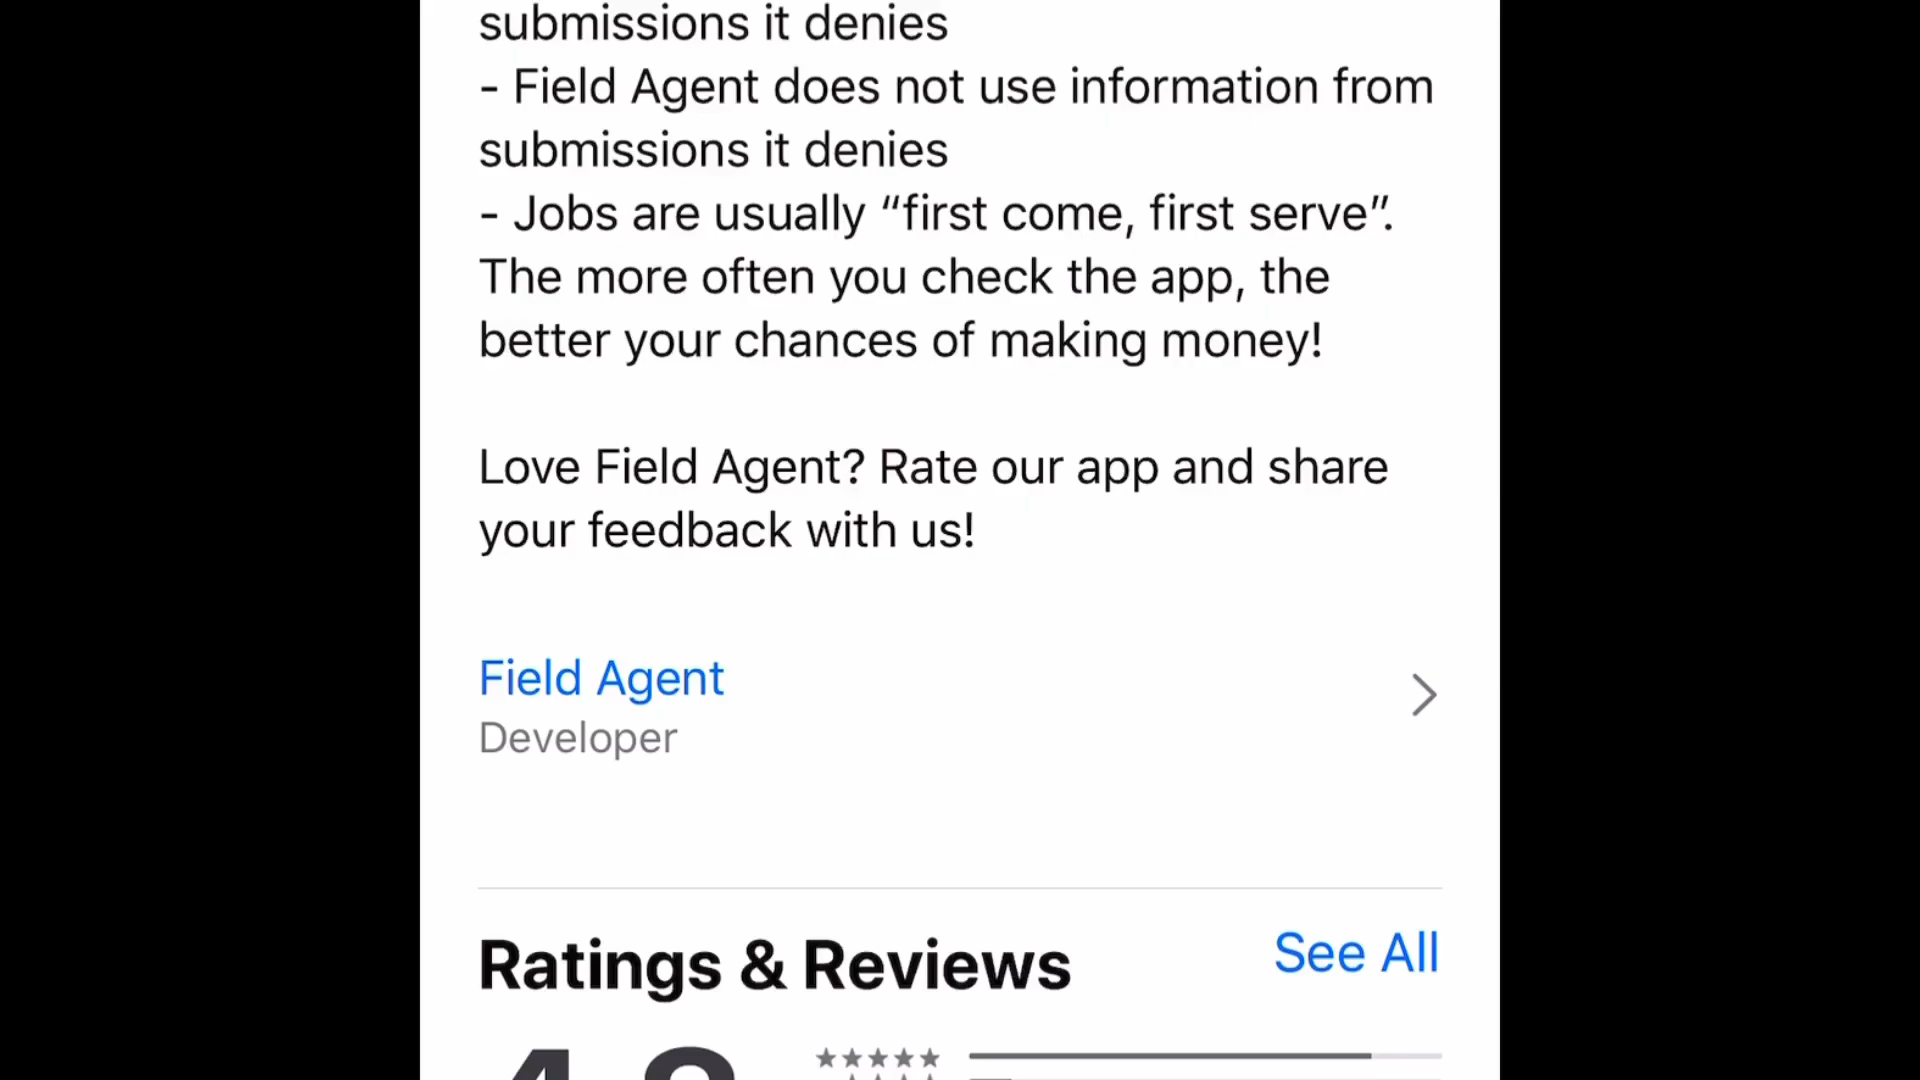 submissions it denies
- Field Agent does not use information from
submissions it denies
- Jobs are usually “first come, first serve”.
The more often you check the app, the
better your chances of making money!
Love Field Agent? Rate our app and share
your feedback with us!
Field Agent
Developer
Ratings & Reviews
See All